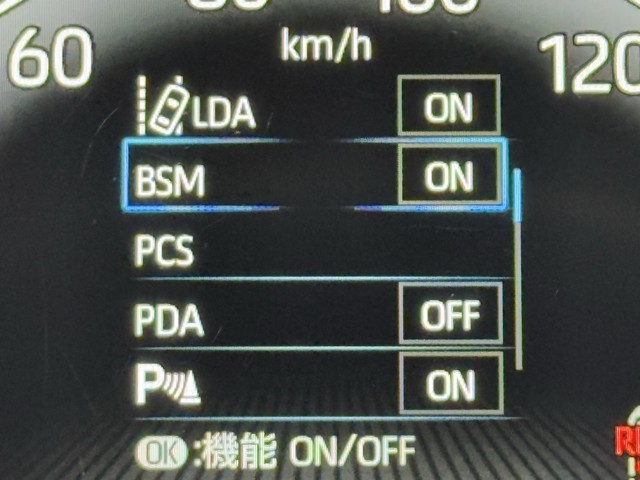 km/h
60
120
LDA ON
BSM ON
PCS
PDA OFF
P ON
OK :機能 ON/OFF